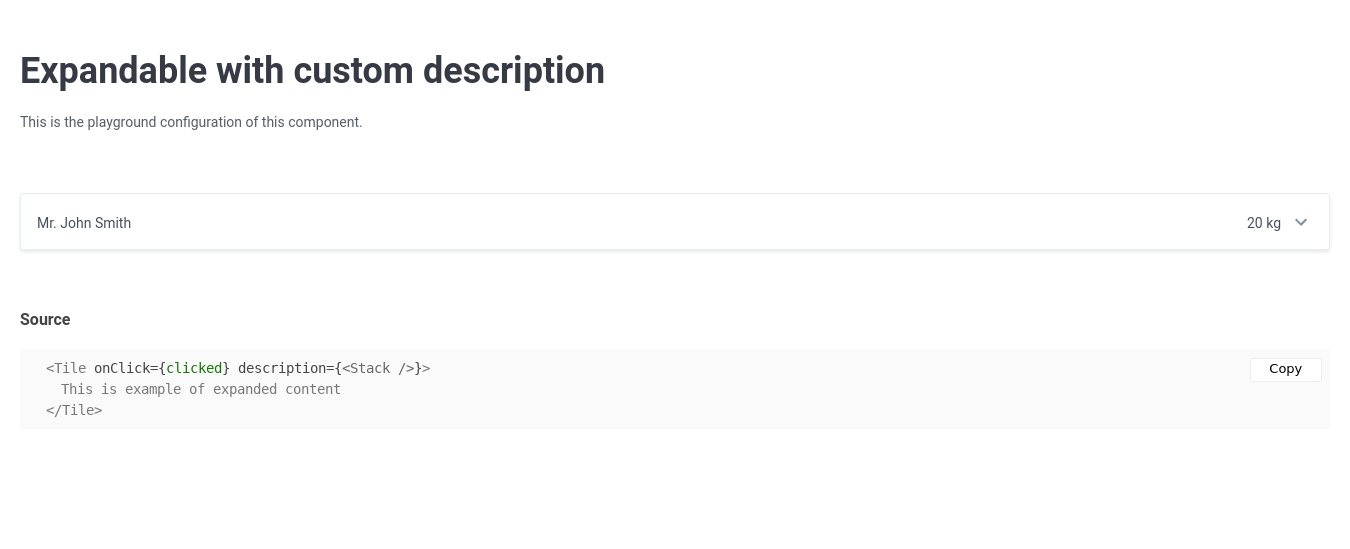 Expandable with custom description
This is the playground configuration of this component.
Mr. John Smith 20 kg
Source
<Tile onClick={clicked} description={<Stack />}>
Copy
This is example of expanded content
</Tile>